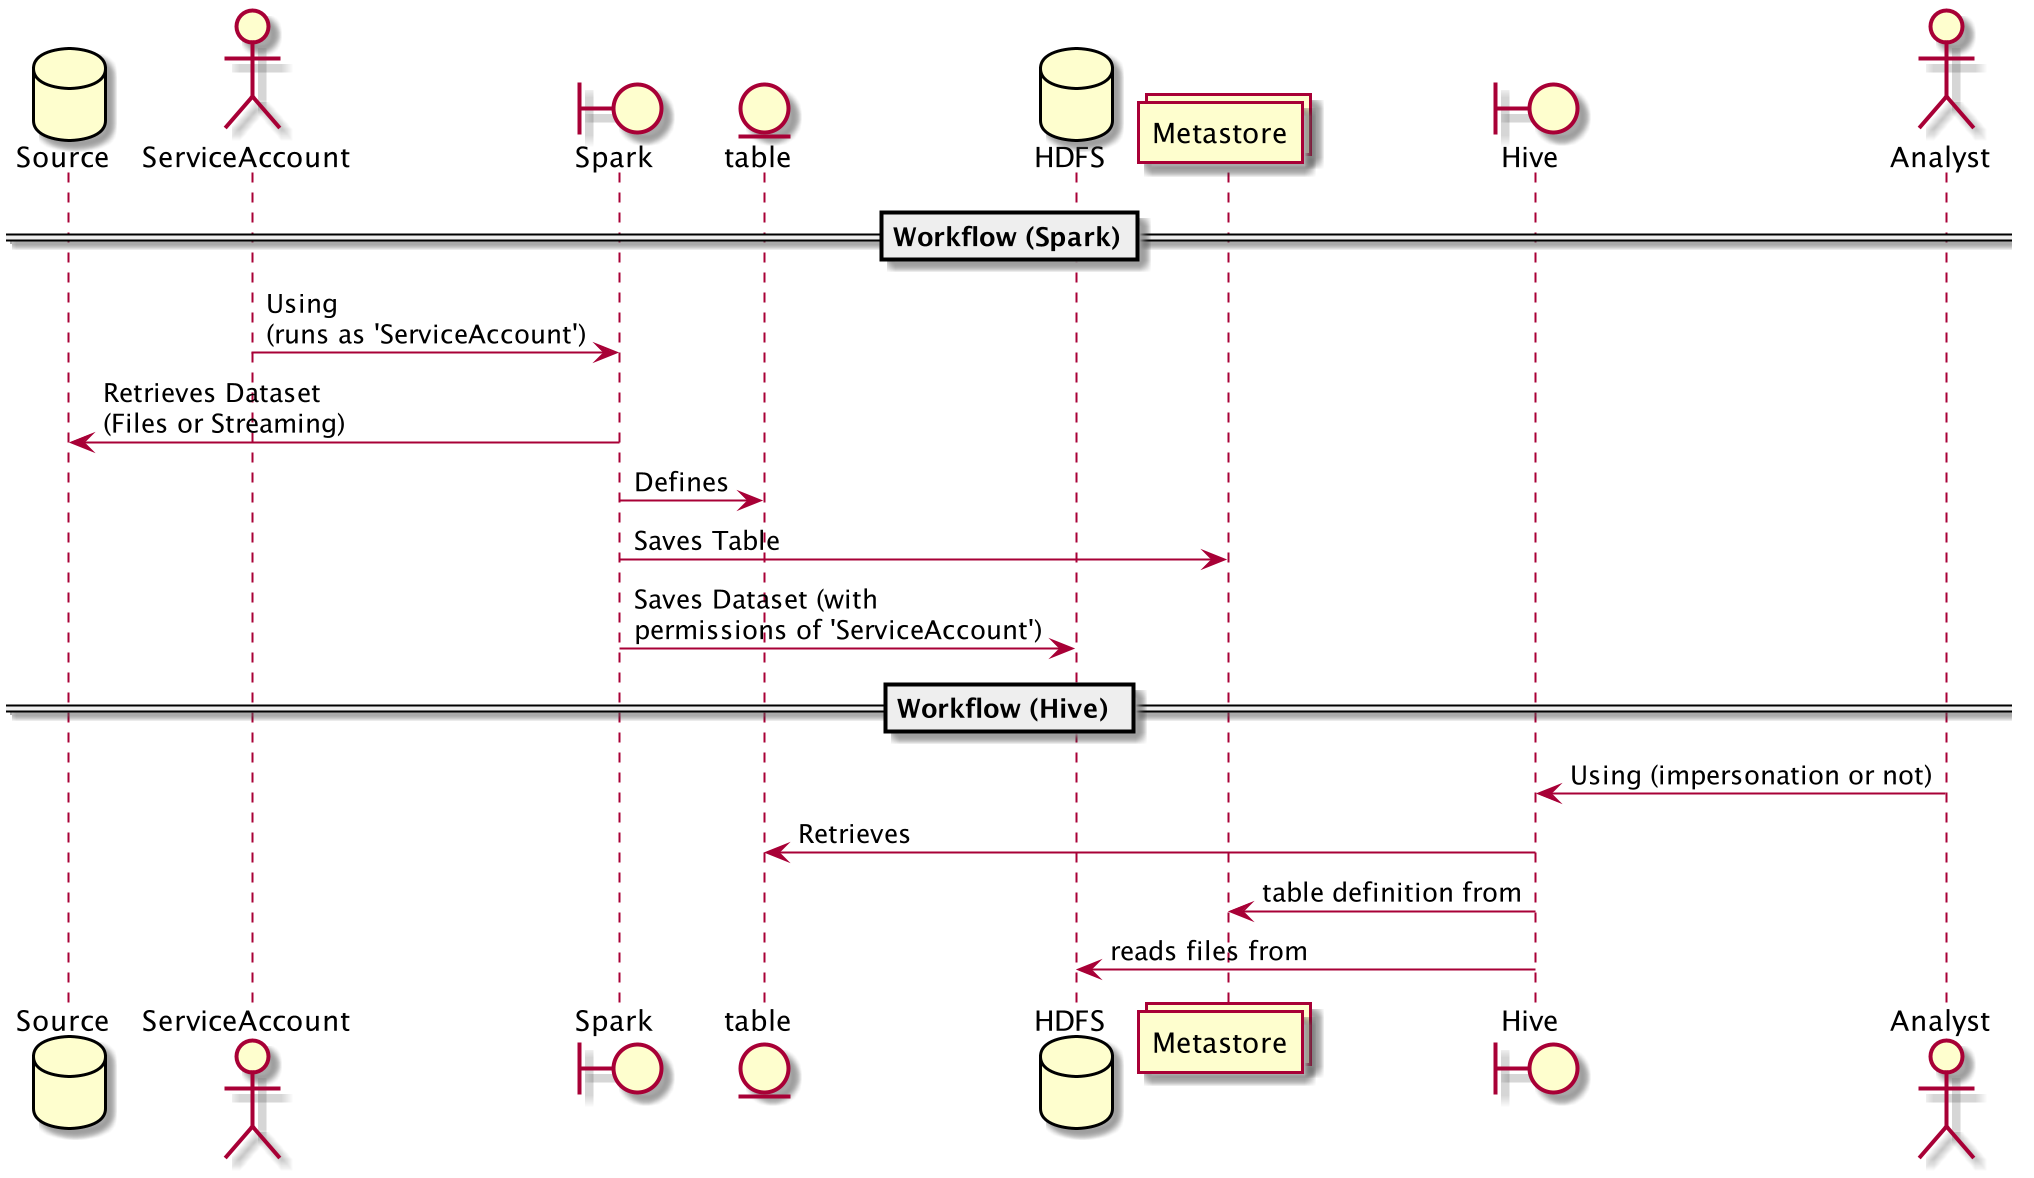 Source
ServiceAccount
Spark
table
HDFS
Metastore
Hive
Analyst
Workflow (Spark)
Using
(runs as 'ServiceAccount')
Retrieves Dataset
(Files or Streaming)
Defines
Saves Table
Saves Dataset (with
permissions of 'ServiceAccount')
Workflow (Hive)
Using (impersonation or not)
Retrieves
table definition from
reads files from
Source
ServiceAccount
Spark
table
HDFS
Metastore
Hive
Analyst